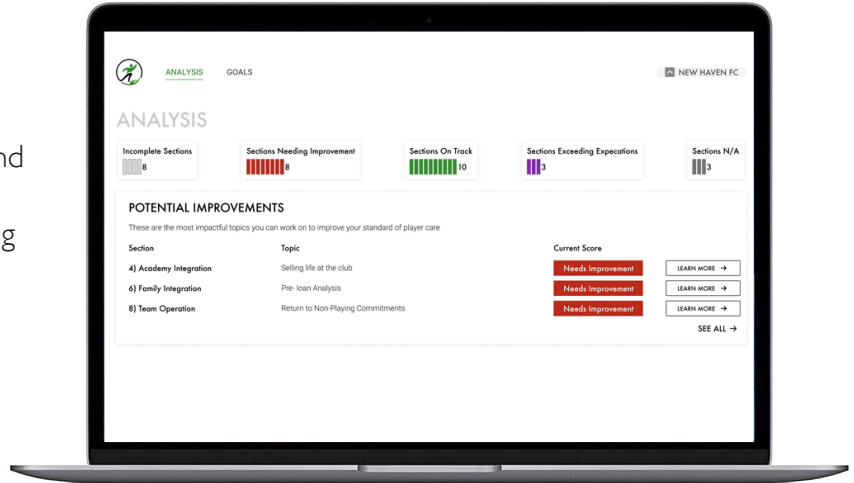 nd
g
ANALYSIS GOALS NEW HAVEN FC
ANALYSIS
Incomplete Sections
8
Sections Needing Improvement
8
Sections On Track
10
Sections Exceeding Expecations
3
Sections N/A
3
POTENTIAL IMPROVEMENTS
These are the most impactful topics you can work on to improve your standard of player care
Section Topic Current Score
4) Academy Integration Selling life at the club Needs Improvement LEARN MORE →
6) Family Integration Pre- loan Analysis Needs Improvement LEARN MORE →
8) Team Operation Return to Non-Playing Commitments Needs Improvement LEARN MORE →
SEE ALL →